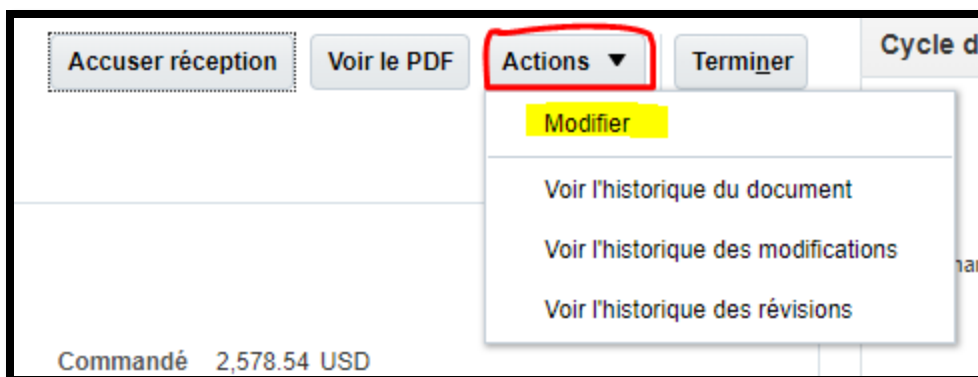 Accuser réception Voir le PDF Actions ▼ Terminer Cycle d
Modifier
Voir l'historique du document
Voir l'historique des modifications
Voir l'historique des révisions
Commandé 2,578.54 USD